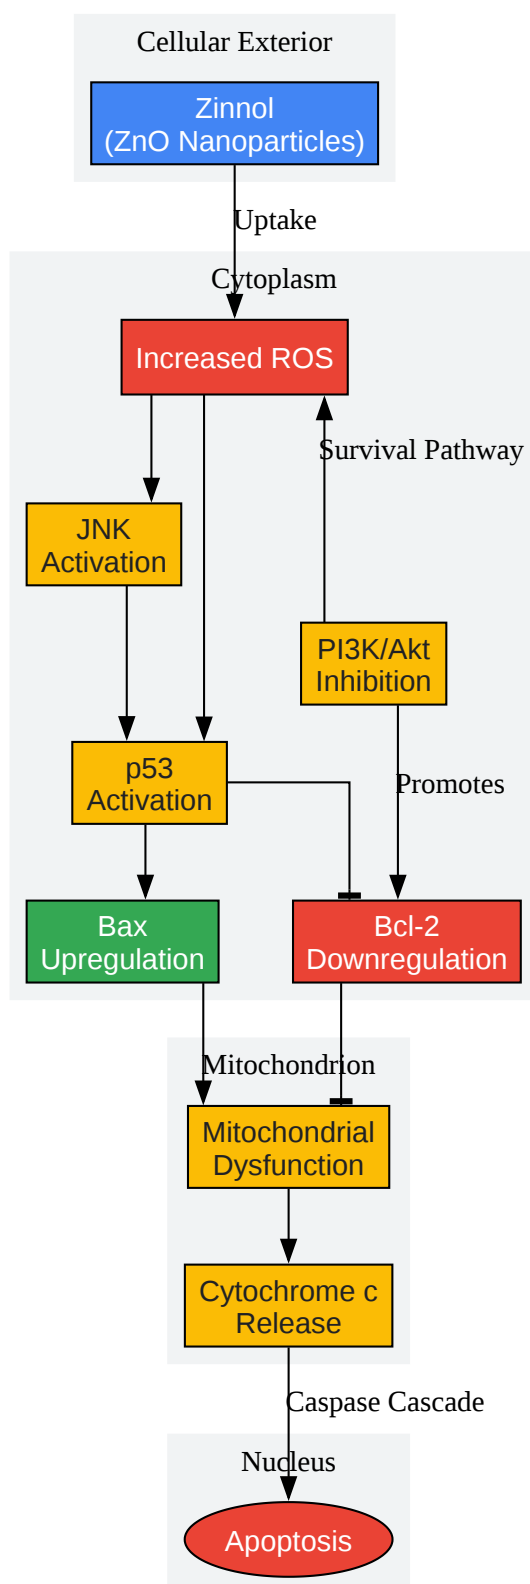 Cellular Exterior
Zinnol
(ZnO Nanoparticles)
Uptake
Cytoplasm
Increased ROS
Survival Pathway
JNK
Activation
PI3K/Akt
Inhibition
p53
Activation
Promotes
Bax
Upregulation
Bcl-2
Downregulation
Mitochondrion
Mitochondrial
Dysfunction
Cytochrome c
Release
Caspase Cascade
Nucleus
Apoptosis